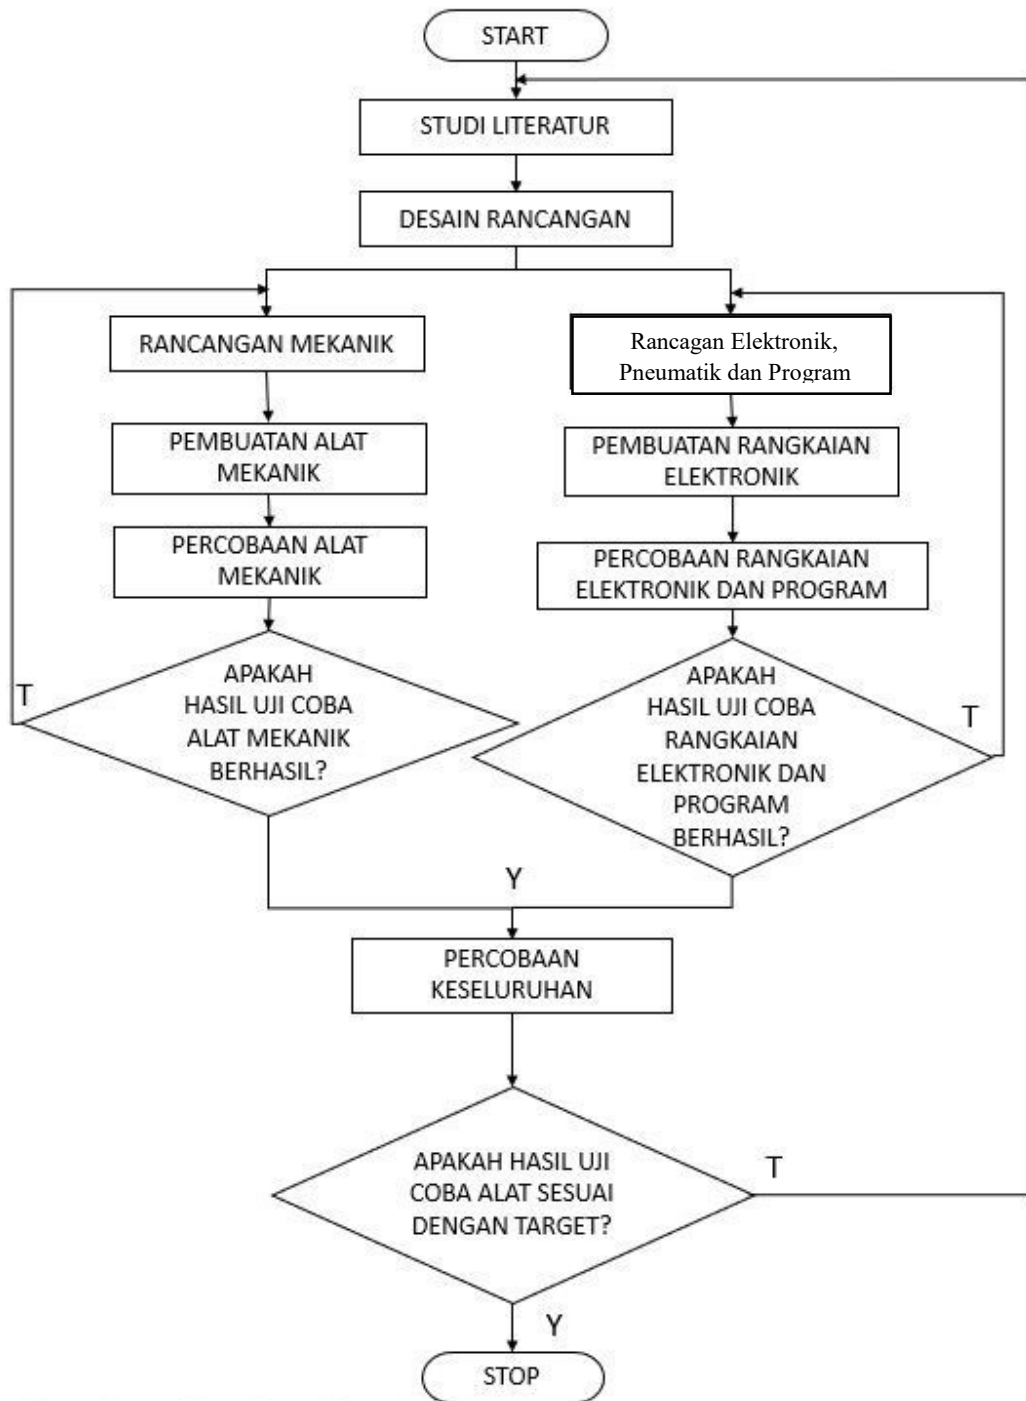 START
STUDI LITERATUR
DESAIN RANCANGAN
RANCANGAN MEKANIK
Rancagan Elektronik,
Pneumatik dan Program
PEMBUATAN ALAT
MEKANIK
PEMBUATAN RANGKAIAN
ELEKTRONIK
PERCOBAAN ALAT
MEKANIK
PERCOBAAN RANGKAIAN
ELEKTRONIK DAN PROGRAM
T
APAKAH
HASIL UJI COBA
ALAT MEKANIK
BERHASIL?
APAKAH
HASIL UJI COBA
RANGKAIAN
ELEKTRONIK DAN
PROGRAM
BERHASIL?
T
Y
PERCOBAAN
KESELURUHAN
APAKAH HASIL UJI
COBA ALAT SESUAI
DENGAN TARGET?
T
Y
STOP